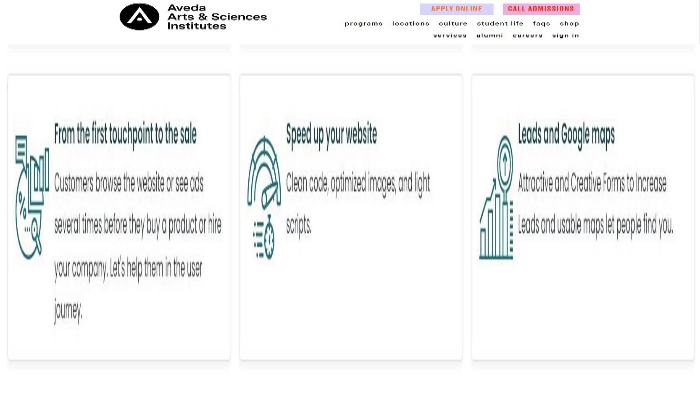 Aveda
Arts & Sciences
Institutes
APPLY ONLINE CALL ADMISSIONS
programs locations culture student life faqs shop
services alumni careers sign in
From the first touchpoint to the sale
Customers browse the website or see ads
several times before they buy a product or hire
your company. Let's help them in the user
journey.
Speed up your website
Clean code, optimized images, and light
scripts.
Leads and Google maps
Attractive and Creative Forms to Increase
Leads and usable maps let people find you.